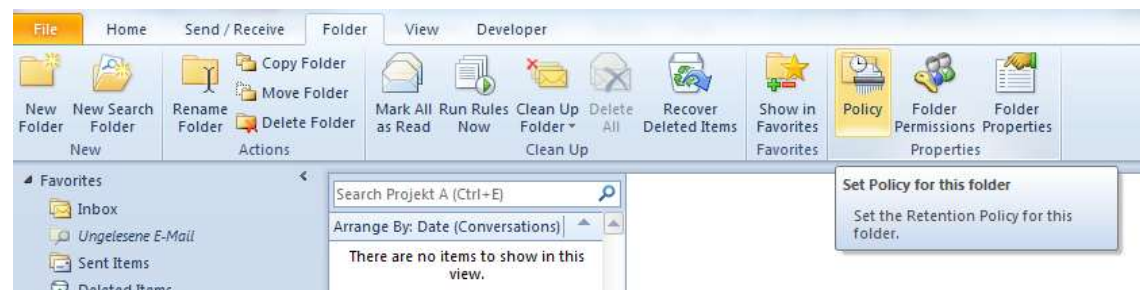 File Home Send / Receive Folder View Developer
New Folder
New Search Folder
Rename Folder
Copy Folder
Move Folder
Delete Folder
Mark All as Read
Run Rules Now
Clean Up Folder
Delete All
Recover Deleted Items
Show in Favorites
Policy
Folder Permissions
Folder Properties
New Actions Clean Up Favorites Properties
Favorites
Inbox
Ungelesene E-Mail
Sent Items
Deleted Items
Search Projekt A (Ctrl+E)
Arrange By: Date (Conversations)
There are no items to show in this
view.
Set Policy for this folder
Set the Retention Policy for this
folder.